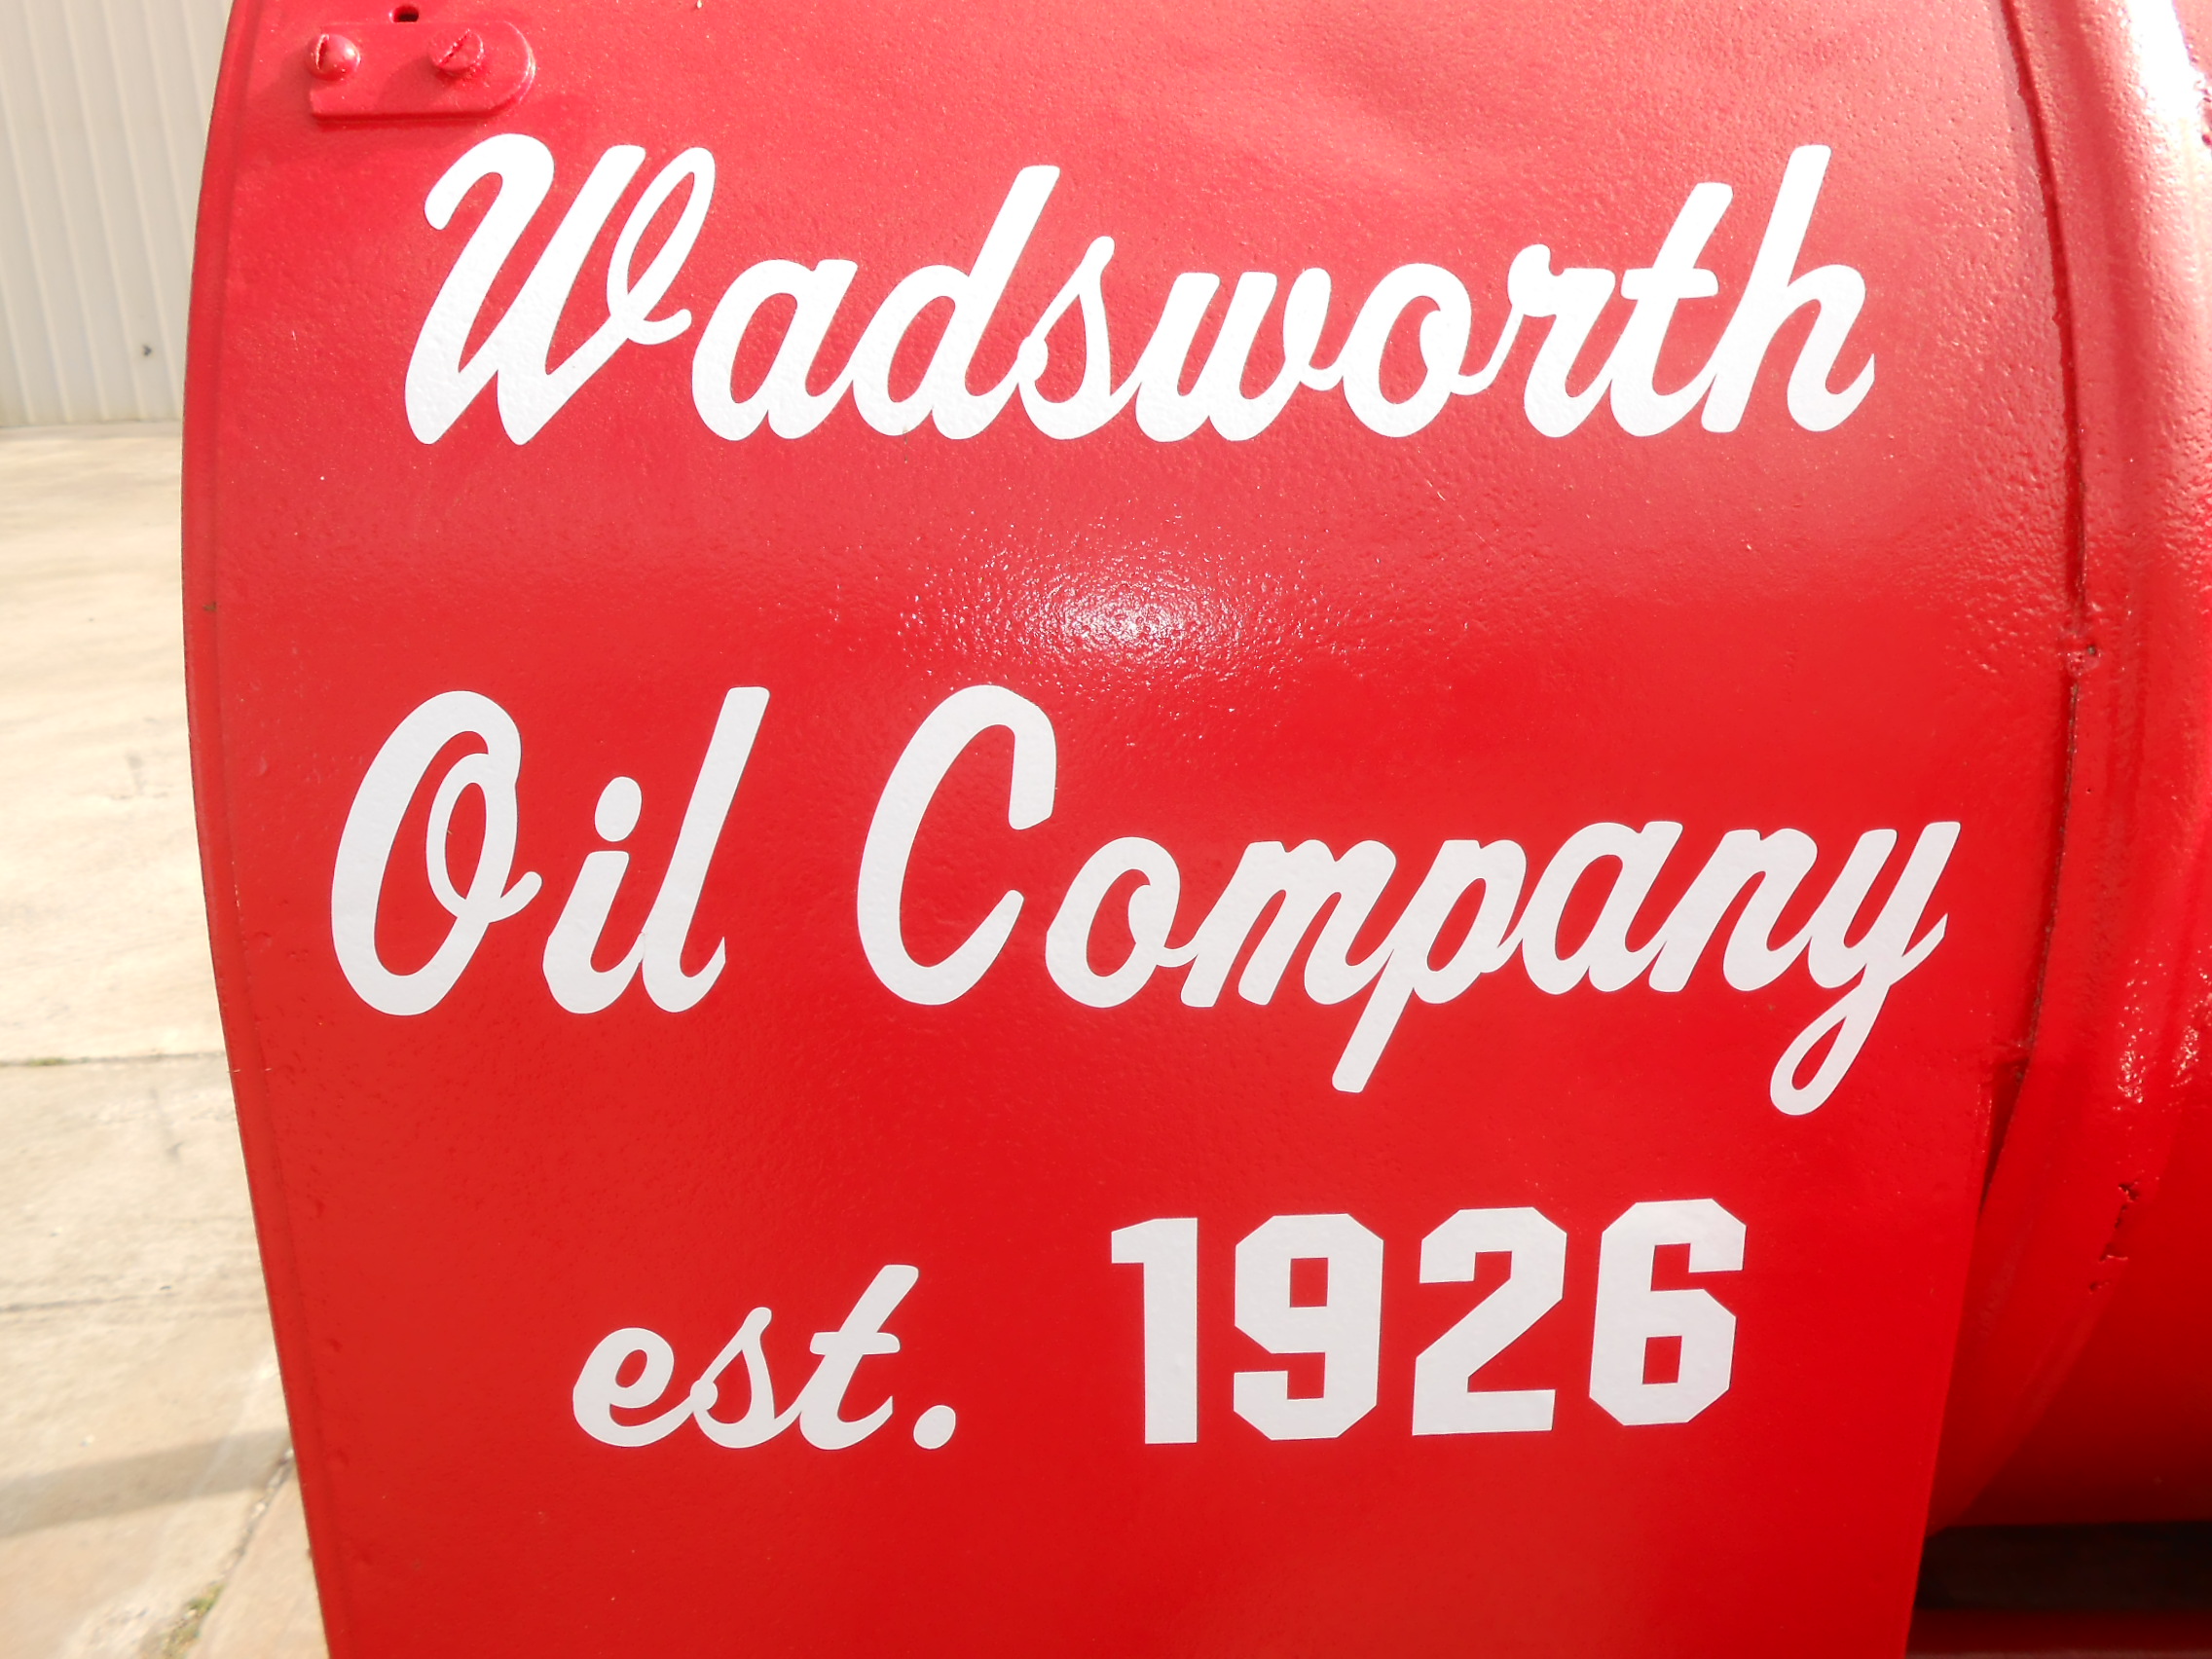 Wadsworth
Oil Company
est. 1926